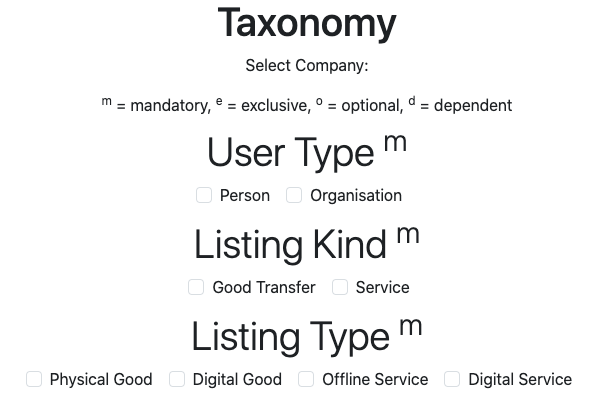 Taxonomy
Select Company:
m = mandatory, e = exclusive, o = optional, d = dependent
User Type m
Person Organisation
Listing Kind m
Good Transfer Service
Listing Type m
Physical Good Digital Good Offline Service Digital Service